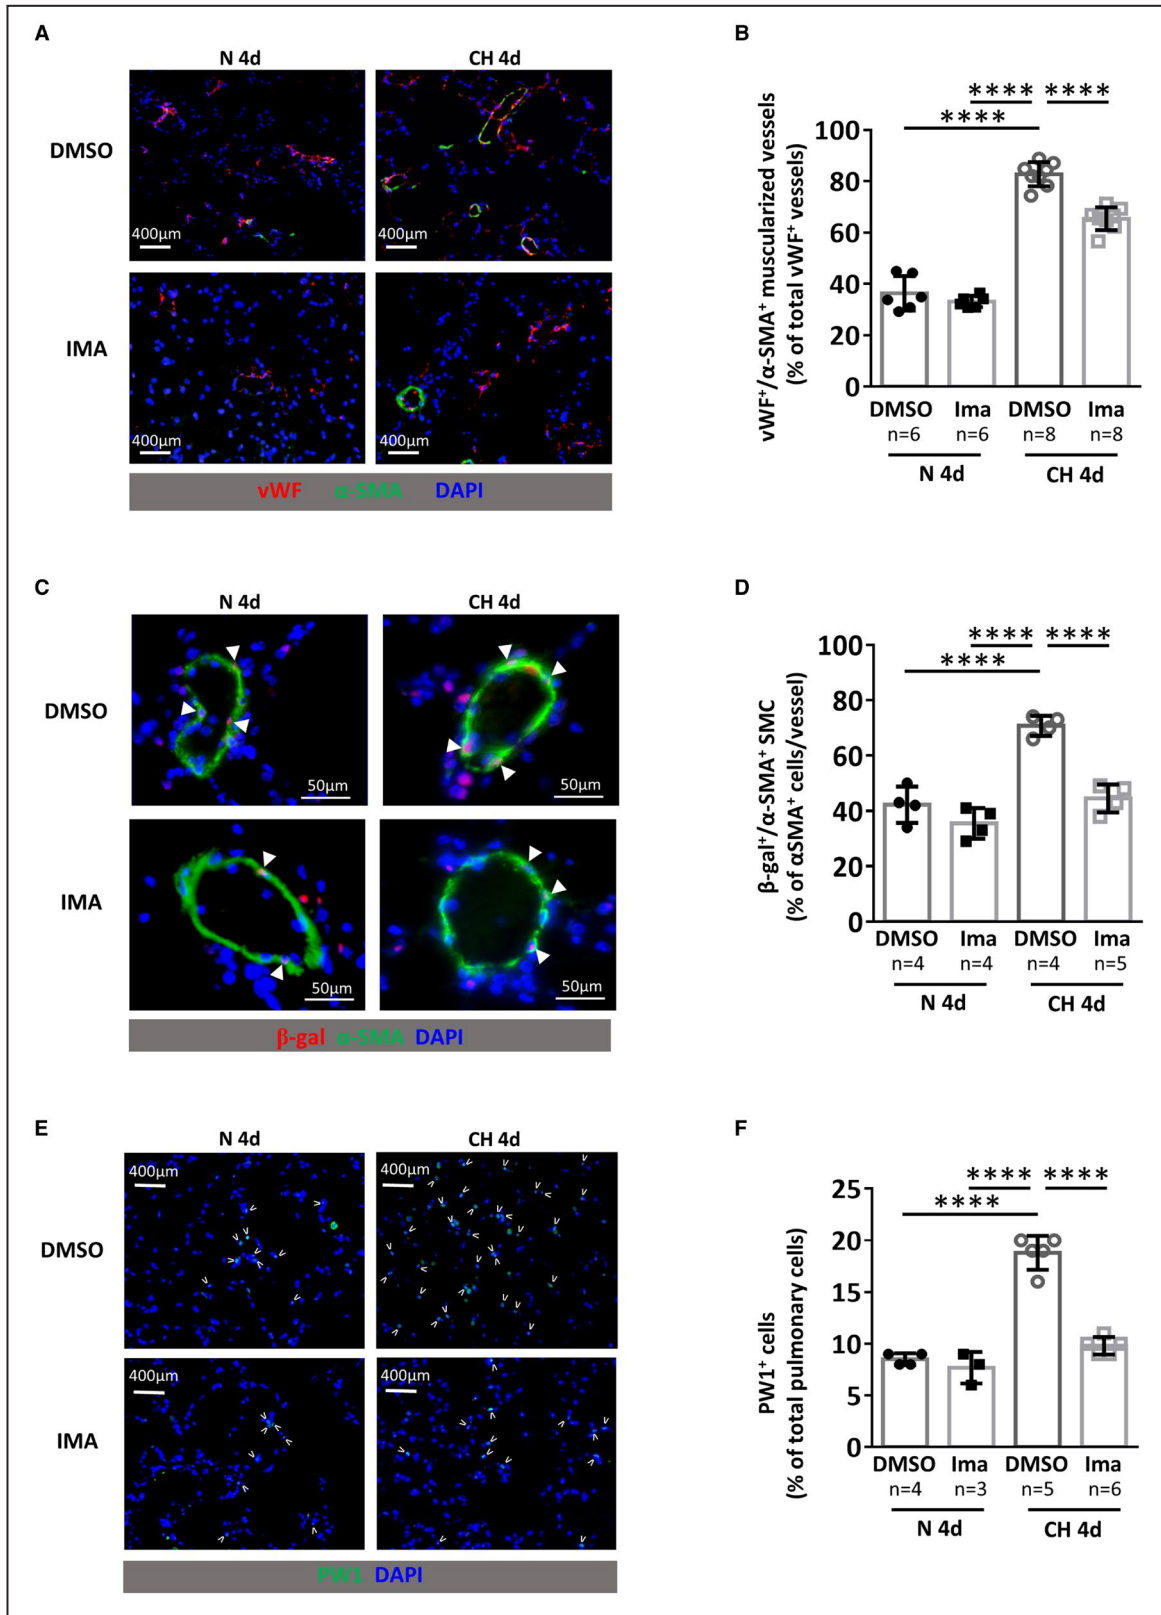 A
N 4d CH 4d
DMSO
400μm 400μm
IMA
400μm 400μm
vWF α-SMA DAPI
B
**** ****
****
vWF⁺/α-SMA⁺ muscularized vessels
(% of total vWF⁺ vessels)
100
80
60
40
20
0
DMSO Ima DMSO Ima
n=6 n=6 n=8 n=8
N 4d CH 4d
C
N 4d CH 4d
DMSO
50μm 50μm
IMA
50μm 50μm
β-gal α-SMA DAPI
D
**** ****
****
β-gal⁺/α-SMA⁺ SMC
(% of αSMA⁺ cells/vessel)
100
80
60
40
20
0
DMSO Ima DMSO Ima
n=4 n=4 n=4 n=5
N 4d CH 4d
E
N 4d CH 4d
400μm 400μm
DMSO
400μm 400μm
IMA
PW1 DAPI
F
**** ****
****
PW1⁺ cells
(% of total pulmonary cells)
25
20
15
10
5
0
DMSO Ima DMSO Ima
n=4 n=3 n=5 n=6
N 4d CH 4d